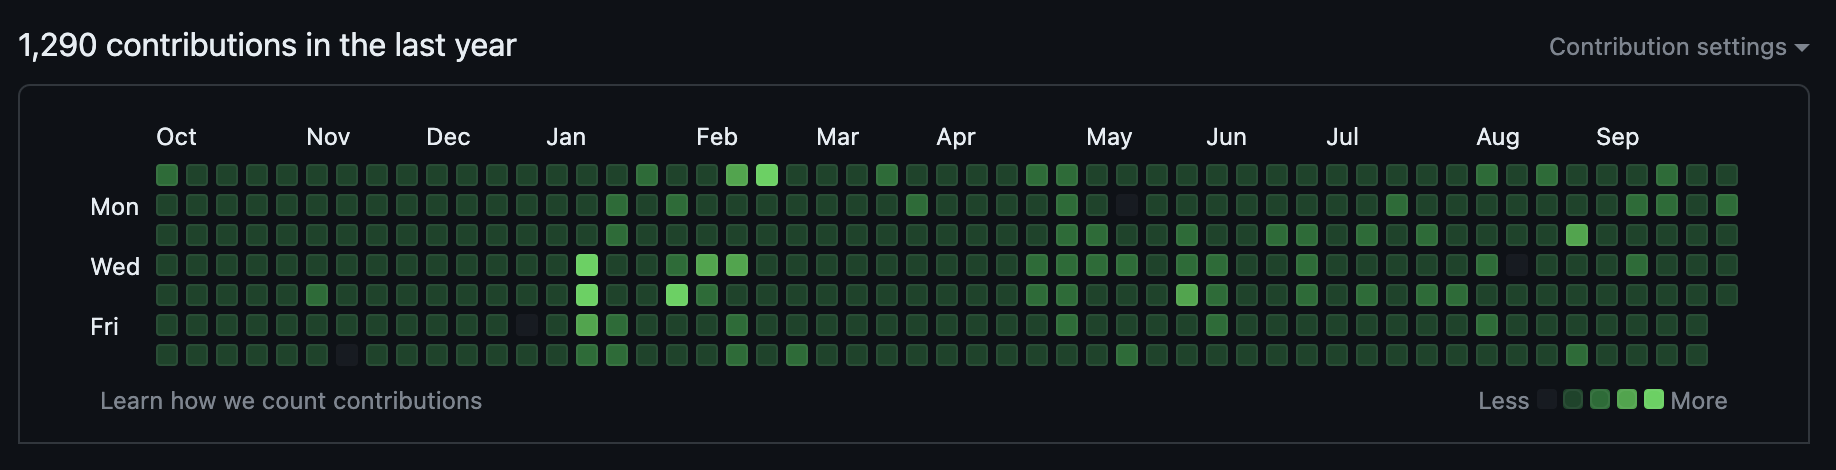 1,290 contributions in the last year
Contribution settings
Oct Nov Dec Jan Feb Mar Apr May Jun Jul Aug Sep
Mon
Wed
Fri
Learn how we count contributions
Less More